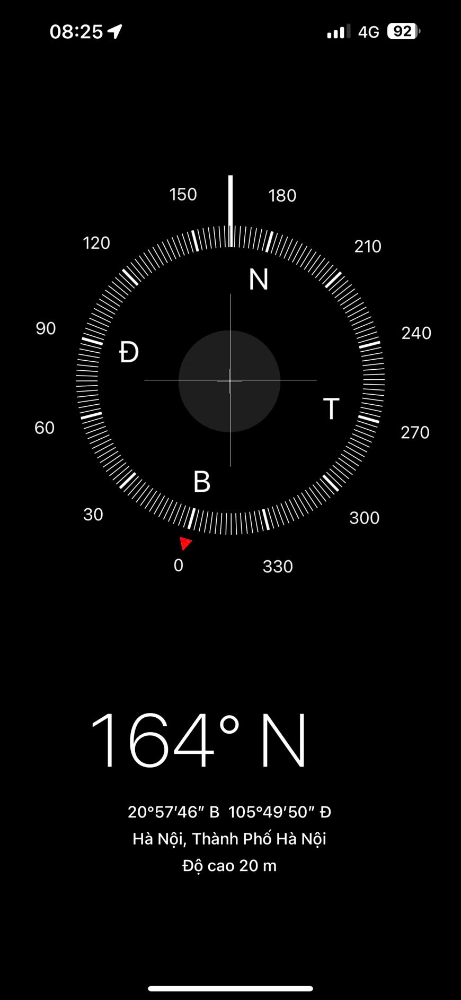 08:25 4G 92
150 180
120 210
N
90 240
Đ
T
60 270
B
30 300
0 330
164° N
20°57’46” B 105°49’50” Đ
Hà Nội, Thành Phố Hà Nội
Độ cao 20 m